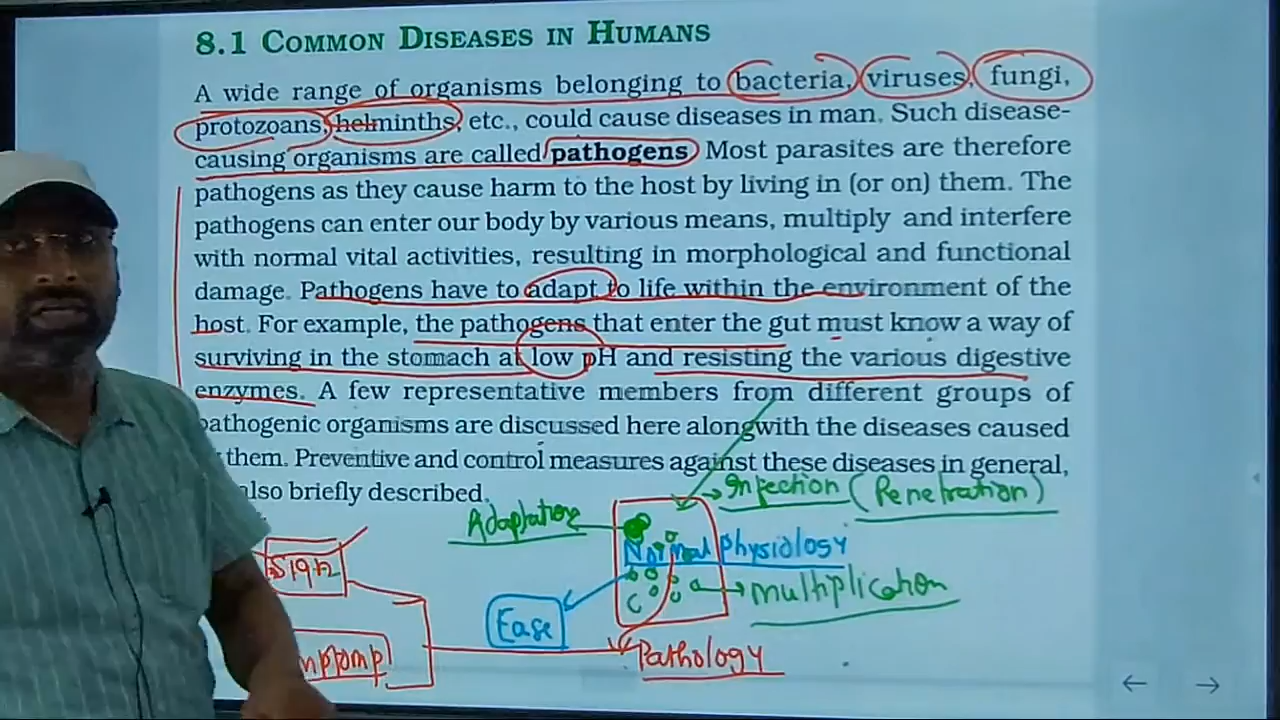 8.1 COMMON DISEASES IN HUMANS
A wide range of organisms belonging to bacteria, viruses, fungi,
protozoans, helminths, etc., could cause diseases in man. Such disease-
causing organisms are called pathogens. Most parasites are therefore
pathogens as they cause harm to the host by living in (or on) them. The
pathogens can enter our body by various means, multiply and interfere
with normal vital activities, resulting in morphological and functional
damage. Pathogens have to adapt to life within the environment of the
host. For example, the pathogens that enter the gut must know a way of
surviving in the stomach at low pH and resisting the various digestive
enzymes. A few representative members from different groups of
pathogenic organisms are discussed here alongwith the diseases caused
them. Preventive and control measures against these diseases in general,
also briefly described.
Infection (Penetration)
Adaptation
Normal physiology
Sign
multiplication
Ease
mptomp
Pathology